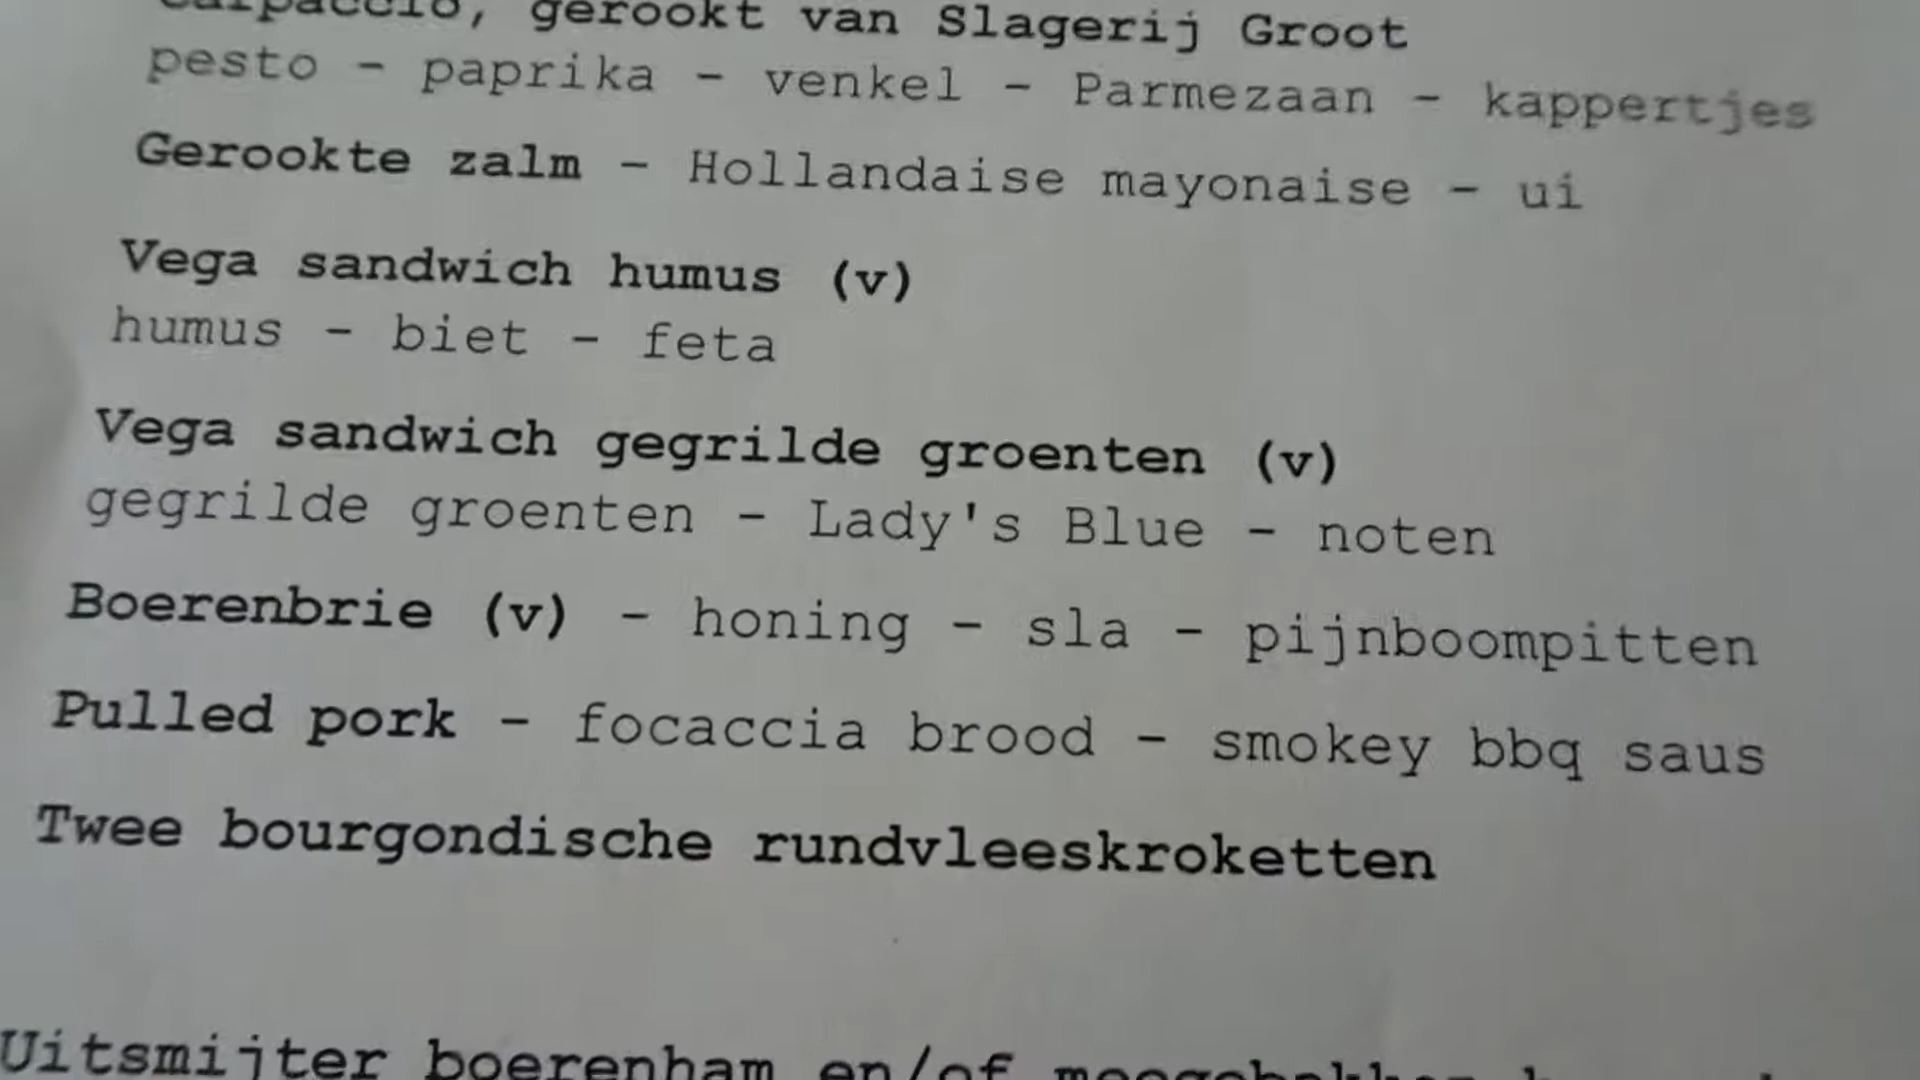 Carpaccio, gerookt van Slagerij Groot
pesto - paprika - venkel - Parmezaan - kappertjes
Gerookte zalm - Hollandaise mayonaise - ui
Vega sandwich humus (v)
humus - biet - feta
Vega sandwich gegrilde groenten (v)
gegrilde groenten - Lady's Blue - noten
Boerenbrie (v) - honing - sla - pijnboompitten
Pulled pork - focaccia brood - smokey bbq saus
Twee bourgondische rundvleeskroketten
Uitsmijter boerenham en/of